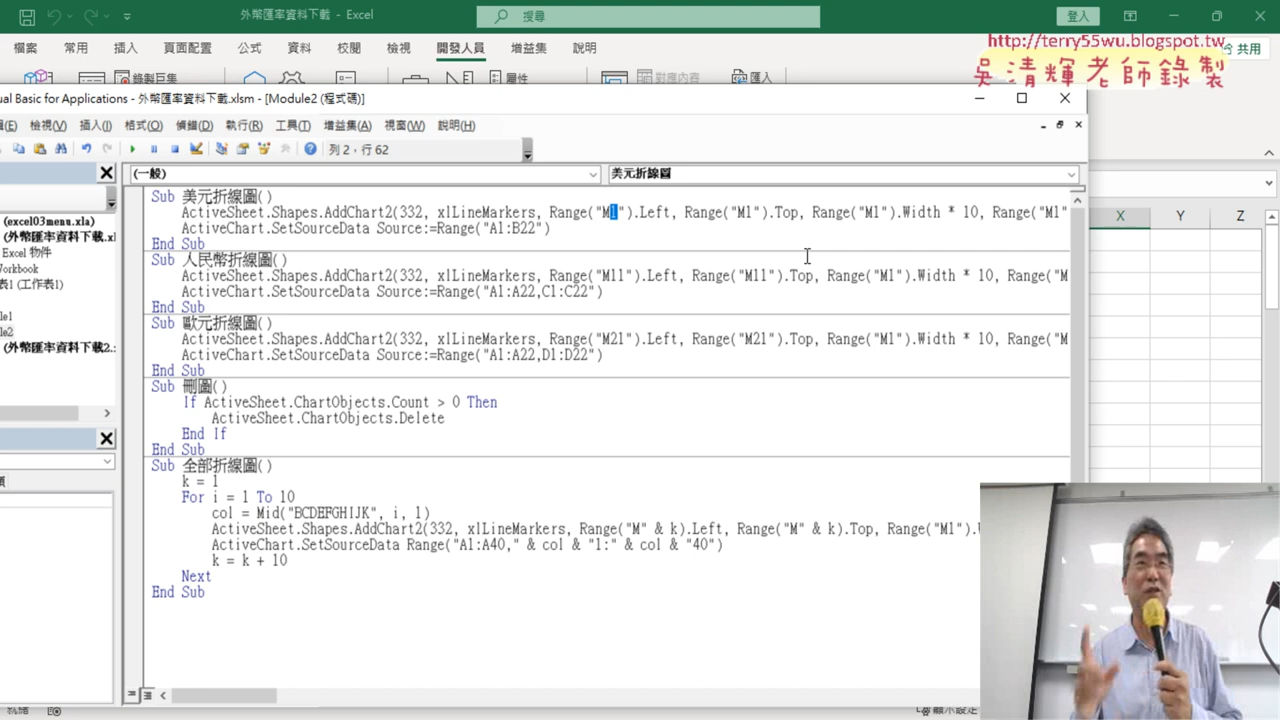 外幣匯率資料下載 - Excel
搜尋
登入
檔案 常用 插入 頁面配置 公式 資料 校閱 檢視 開發人員 增益集 說明
共用
http://terry55wu.blogspot.tw
吳清輝老師錄製
錄製巨集 屬性 對應內容 匯入
ual Basic for Applications - 外幣匯率資料下載.xlsm - [Module2 (程式碼)]
(E) 檢視(V) 插入(I) 格式(O) 偵錯(D) 執行(R) 工具(T) 增益集(A) 視窗(W) 說明(H)
列 2，行 62
(一般) 美元折線圖
(excel03menu.xla)
(外幣匯率資料下載.xl
Excel 物件
Workbook
表1 (工作表1)
le1
le2
(外幣匯率資料下載2.:
X Y Z
Sub 美元折線圖()
ActiveSheet.Shapes.AddChart2(332, xlLineMarkers, Range("M1").Left, Range("M1").Top, Range("M1").Width * 10, Range("M1"
ActiveChart.SetSourceData Source:=Range("A1:B22")
End Sub
Sub 人民幣折線圖()
ActiveSheet.Shapes.AddChart2(332, xlLineMarkers, Range("M11").Left, Range("M11").Top, Range("M1").Width * 10, Range("M
ActiveChart.SetSourceData Source:=Range("A1:A22,C1:C22")
End Sub
Sub 歐元折線圖()
ActiveSheet.Shapes.AddChart2(332, xlLineMarkers, Range("M21").Left, Range("M21").Top, Range("M1").Width * 10, Range("M
ActiveChart.SetSourceData Source:=Range("A1:A22,D1:D22")
End Sub
Sub 刪圖()
If ActiveSheet.ChartObjects.Count > 0 Then
ActiveSheet.ChartObjects.Delete
End If
End Sub
Sub 全部折線圖()
k = 1
For i = 1 To 10
col = Mid("BCDEFGHIJK", i, 1)
ActiveSheet.Shapes.AddChart2(332, xlLineMarkers, Range("M" & k).Left, Range("M" & k).Top, Range("M1").
ActiveChart.SetSourceData Range("A1:A40," & col & "1:" & col & "40")
k = k + 10
Next
End Sub
就緒
顯示設定